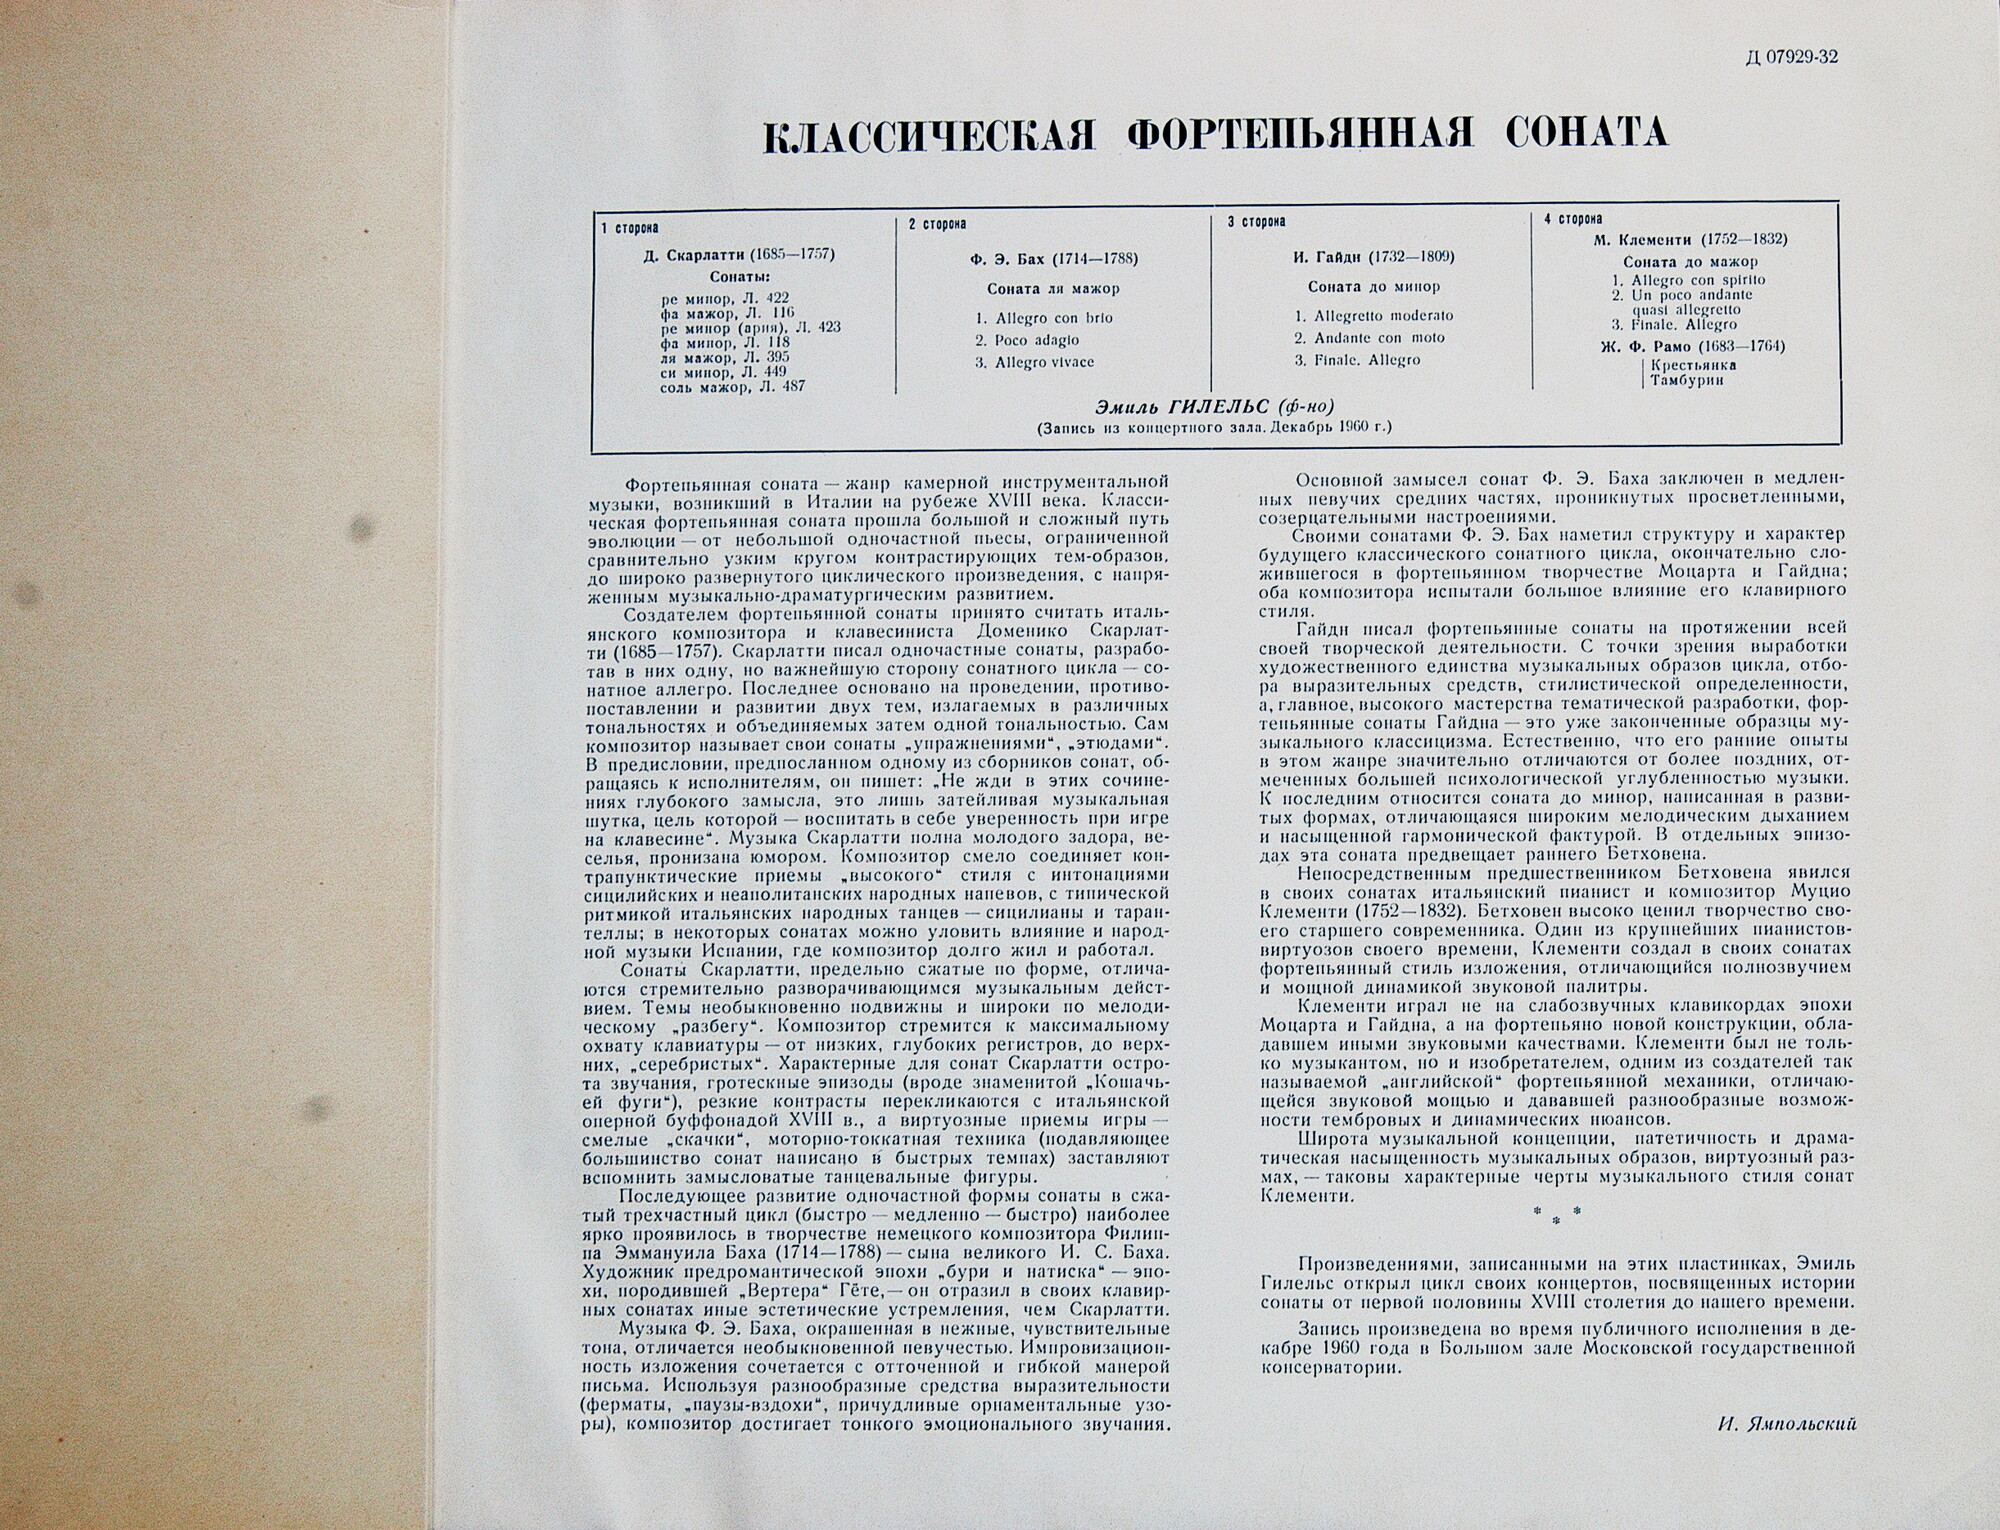 Д 07929-32
КЛАССИЧЕСКАЯ ФОРТЕПЬЯННАЯ СОНАТА
1 сторона
Д. Скарлатти (1685—1757)
Сонаты:
ре минор, Л. 422
фа мажор, Л. 116
ре минор (ария), Л. 423
фа минор, Л. 118
ля мажор, Л. 395
си минор, Л. 449
соль мажор, Л. 487
2 сторона
Ф. Э. Бах (1714—1788)
Соната ля мажор
1. Allegro con brio
2. Poco adagio
3. Allegro vivace
3 сторона
И. Гайдн (1732—1809)
Соната до минор
1. Allegretto moderato
2. Andante con moto
3. Finale. Allegro
4 сторона
М. Клементи (1752—1832)
Соната до мажор
1. Allegro con spirito
2. Un poco andante
quasi allegretto
3. Finale. Allegro
Ж. Ф. Рамо (1683—1764)
Крестьянка
Тамбурин
Эмиль ГИЛЕЛЬС (ф-но)
(Запись из концертного зала. Декабрь 1960 г.)
Фортепьянная соната — жанр камерной инструментальной
музыки, возникший в Италии на рубеже XVIII века. Класси-
ческая фортепьянная соната прошла большой и сложный путь
эволюции — от небольшой одночастной пьесы, ограниченной
сравнительно узким кругом контрастирующих тем-образов,
до широко развернутого циклического произведения, с напря-
женным музыкально-драматургическим развитием.
Создателем фортепьянной сонаты принято считать италь-
янского композитора и клавесиниста Доменико Скарлат-
ти (1685—1757). Скарлатти писал одночастные сонаты, разрабо-
тав в них одну, но важнейшую сторону сонатного цикла — со-
натное аллегро. Последнее основано на проведении, противо-
поставлении и развитии двух тем, излагаемых в различных
тональностях и объединяемых затем одной тональностью. Сам
композитор называет свои сонаты „упражнениями“, „этюдами“.
В предисловии, предпосланном одному из сборников сонат, об-
ращаясь к исполнителям, он пишет: „Не жди в этих сочине-
ниях глубокого замысла, это лишь затейливая музыкальная
шутка, цель которой — воспитать в себе уверенность при игре
на клавесине“. Музыка Скарлатти полна молодого задора, ве-
селья, пронизана юмором. Композитор смело соединяет кон-
трапунктические приемы „высокого“ стиля с интонациями
сицилийских и неаполитанских народных напевов, с типической
ритмикой итальянских народных танцев — сицилианы и таран-
теллы; в некоторых сонатах можно уловить влияние и народ-
ной музыки Испании, где композитор долго жил и работал.
Сонаты Скарлатти, предельно сжатые по форме, отлича-
ются стремительно разворачивающимся музыкальным дейст-
вием. Темы необыкновенно подвижны и широки по мелоди-
ческому „разбегу“. Композитор стремится к максимальному
охвату клавиатуры — от низких, глубоких регистров, до верх-
них, „серебристых“. Характерные для сонат Скарлатти остро-
та звучания, гротескные эпизоды (вроде знаменитой „Кошачь-
ей фуги“), резкие контрасты перекликаются с итальянской
оперной буффонадой XVIII в., а виртуозные приемы игры —
смелые „скачки“, моторно-токкатная техника (подавляющее
большинство сонат написано в быстрых темпах) заставляют
вспомнить замысловатые танцевальные фигуры.
Последующее развитие одночастной формы сонаты в сжа-
тый трехчастный цикл (быстро — медленно — быстро) наиболее
ярко проявилось в творчестве немецкого композитора Филип-
па Эммануила Баха (1714—1788) — сына великого И. С. Баха.
Художник предромантической эпохи „бури и натиска“ — эпо-
хи, породившей „Вертера“ Гёте, — он отразил в своих клавир-
ных сонатах иные эстетические устремления, чем Скарлатти.
Музыка Ф. Э. Баха, окрашенная в нежные, чувствительные
тона, отличается необыкновенной певучестью. Импровизацион-
ность изложения сочетается с отточенной и гибкой манерой
письма. Используя разнообразные средства выразительности
(ферматы, „паузы-вздохи“, причудливые орнаментальные узо-
ры), композитор достигает тонкого эмоционального звучания.
Основной замысел сонат Ф. Э. Баха заключен в медлен-
ных певучих средних частях, проникнутых просветленными,
созерцательными настроениями.
Своими сонатами Ф. Э. Бах наметил структуру и характер
будущего классического сонатного цикла, окончательно сло-
жившегося в фортепьянном творчестве Моцарта и Гайдна;
оба композитора испытали большое влияние его клавирного
стиля.
Гайдн писал фортепьянные сонаты на протяжении всей
своей творческой деятельности. С точки зрения выработки
художественного единства музыкальных образов цикла, отбо-
ра выразительных средств, стилистической определенности,
а, главное, высокого мастерства тематической разработки, фор-
тепьянные сонаты Гайдна — это уже законченные образцы му-
зыкального классицизма. Естественно, что его ранние опыты
в этом жанре значительно отличаются от более поздних, от-
меченных большей психологической углубленностью музыки.
К последним относится соната до минор, написанная в разви-
тых формах, отличающаяся широким мелодическим дыханием
и насыщенной гармонической фактурой. В отдельных эпизо-
дах эта соната предвещает раннего Бетховена.
Непосредственным предшественником Бетховена явился
в своих сонатах итальянский пианист и композитор Муцио
Клементи (1752—1832). Бетховен высоко ценил творчество сво-
его старшего современника. Один из крупнейших пианистов-
виртуозов своего времени, Клементи создал в своих сонатах
фортепьянный стиль изложения, отличающийся полнозвучием
и мощной динамикой звуковой палитры.
Клементи играл не на слабозвучных клавикордах эпохи
Моцарта и Гайдна, а на фортепьяно новой конструкции, обла-
давшем иными звуковыми качествами. Клементи был не толь-
ко музыкантом, но и изобретателем, одним из создателей так
называемой „английской“ фортепьянной механики, отличаю-
щейся звуковой мощью и дававшей разнообразные возмож-
ности тембровых и динамических нюансов.
Широта музыкальной концепции, патетичность и драма-
тическая насыщенность музыкальных образов, виртуозный раз-
мах, — таковы характерные черты музыкального стиля сонат
Клементи.
* * *
Произведениями, записанными на этих пластинках, Эмиль
Гилельс открыл цикл своих концертов, посвященных истории
сонаты от первой половины XVIII столетия до нашего времени.
Запись произведена во время публичного исполнения в де-
кабре 1960 года в Большом зале Московской государственной
консерватории.
И. Ямпольский